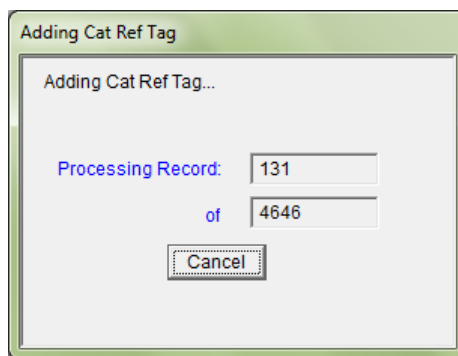 Adding Cat Ref Tag
Adding Cat Ref Tag...
Processing Record: 131
of 4646
Cancel